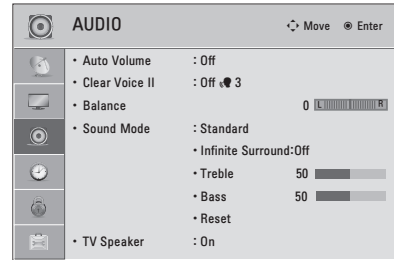 AUDIO Move Enter
• Auto Volume : Off
• Clear Voice II : Off 3
• Balance 0 L R
• Sound Mode : Standard
• Infinite Surround:Off
• Treble 50
• Bass 50
• Reset
• TV Speaker : On